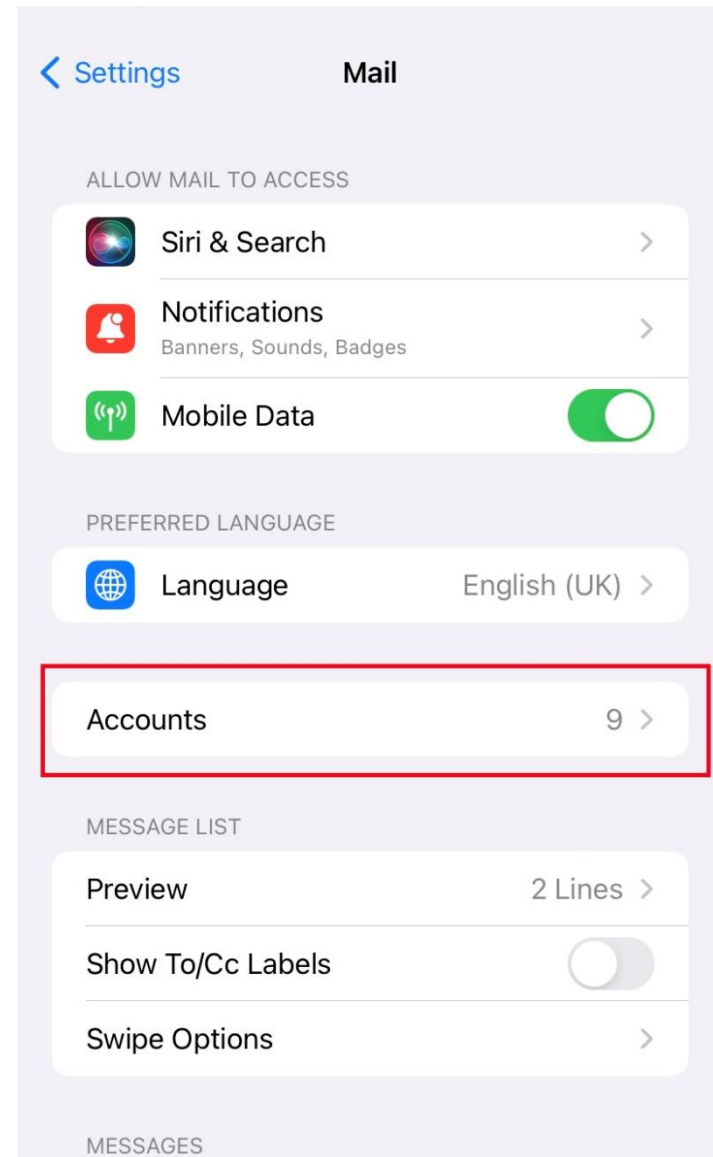 Settings
Mail
ALLOW MAIL TO ACCESS
Siri & Search
Notifications
Banners, Sounds, Badges
Mobile Data
PREFERRED LANGUAGE
Language English (UK)
Accounts 9
MESSAGE LIST
Preview 2 Lines
Show To/Cc Labels
Swipe Options
MESSAGES